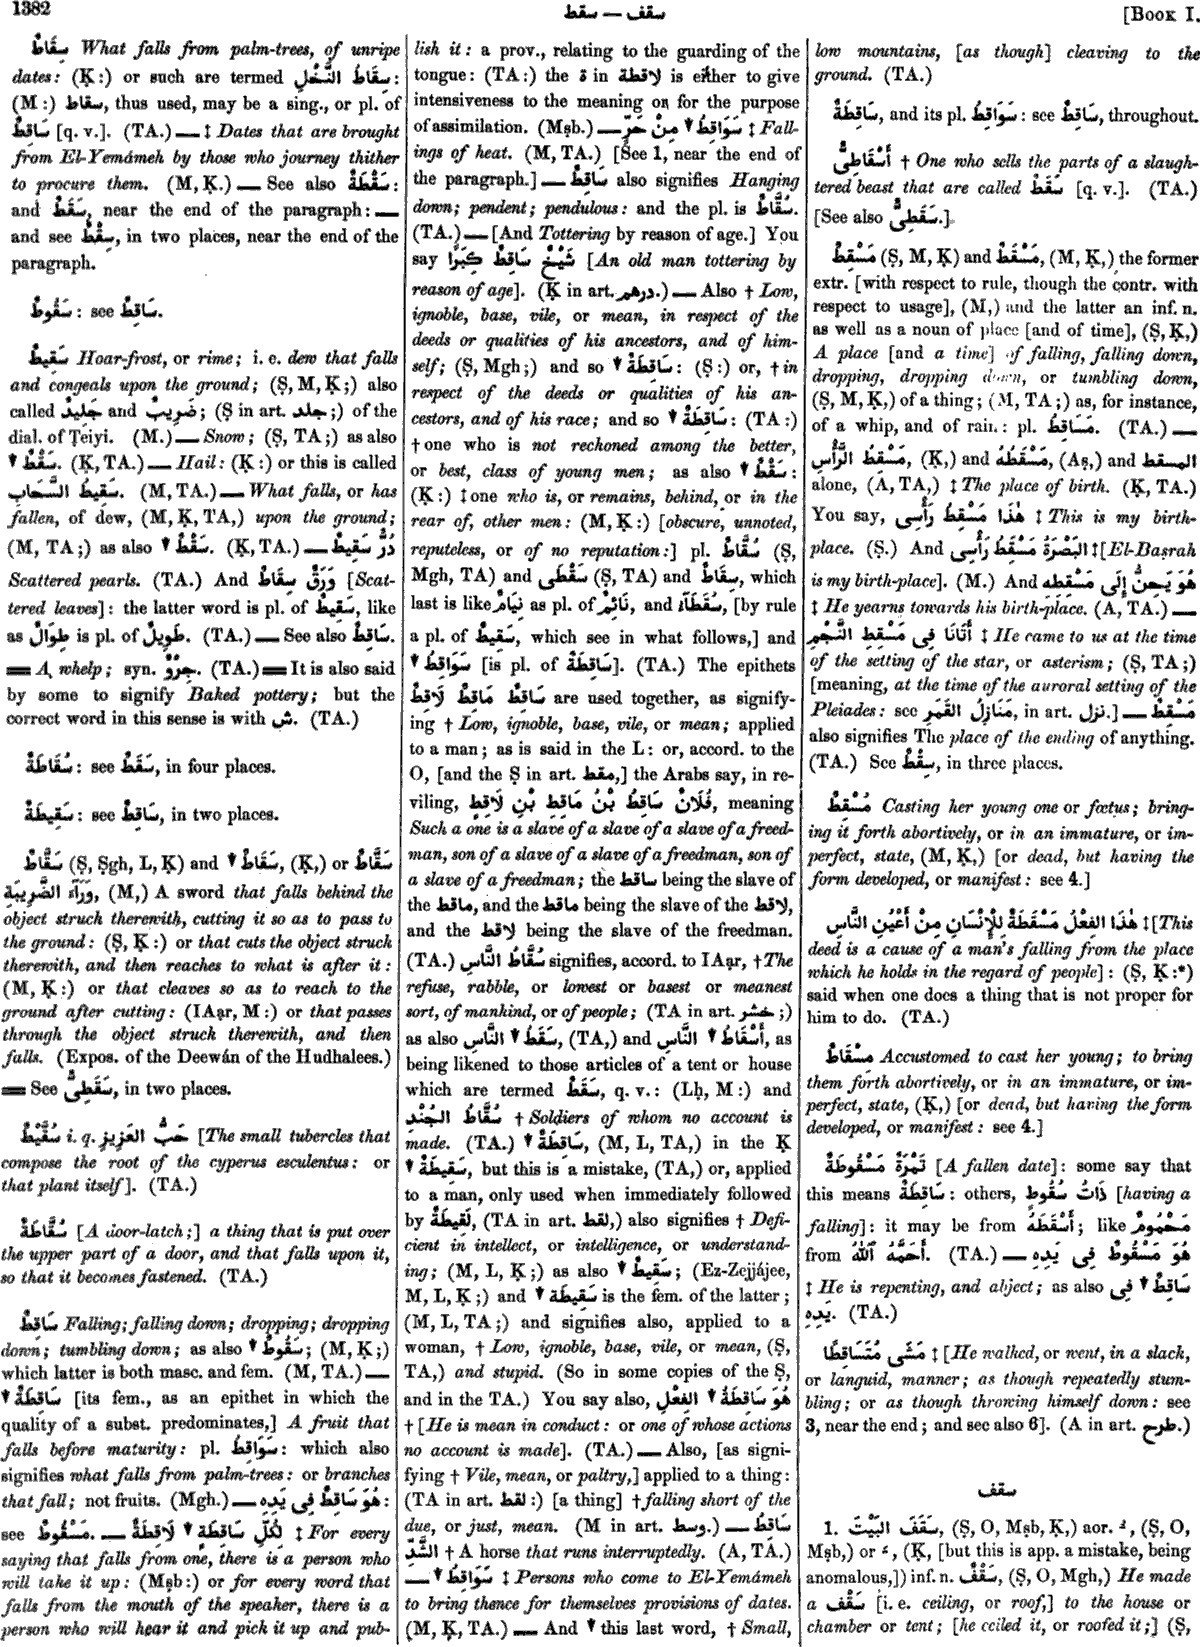 1382
سقط — سقف
[BOOK I.
سِقَاطٌ What falls from palm-trees, of unripe
dates: (Ḳ:) or such are termed سِقَاطُ النَّخْلِ:
(M:) سقاط, thus used, may be a sing., or pl. of
سَاقِطٌ [q. v.]. (TA.) — ‡ Dates that are brought
from El-Yemámeh by those who journey thither
to procure them. (M, Ḳ.) — See also سَقْطَةٌ:
and سَقَطٌ, near the end of the paragraph: —
and see سِقْطٌ, in two places, near the end of the
paragraph.
سَقُوطٌ: see سَاقِطٌ.
سَقِيطٌ Hoar-frost, or rime; i. e. dew that falls
and congeals upon the ground; (Ṣ, M, Ḳ;) also
called جَلِيدٌ and ضَرِيبٌ; (Ṣ in art. جلد;) of the
dial. of Ṭeiyi. (M.) — Snow; (Ṣ, TA;) as also
▼ سَقْطٌ. (Ḳ, TA.) — Hail: (Ḳ:) or this is called
سَقِيطُ السَّحَابِ. (M, TA.) — What falls, or has
fallen, of dew, (M, Ḳ, TA,) upon the ground;
(M, TA;) as also ▼ سَقْطٌ. (Ḳ, TA.) — دُرٌّ سَقِيطٌ
Scattered pearls. (TA.) And وَرَقٌ سِقَاطٌ [Scat-
tered leaves]: the latter word is pl. of سَقِيطٌ, like
as طِوَالٌ is pl. of طَوِيلٌ. (TA.) — See also سَاقِطٌ.
= A whelp; syn. جِرْوٌ. (TA.) = It is also said
by some to signify Baked pottery; but the
correct word in this sense is with ش. (TA.)
سُقَاطَةٌ: see سَقَطٌ, in four places.
سَقِيطَةٌ: see سَاقِطٌ, in two places.
سَقَّاطٌ (Ṣ, Ṣgh, L, Ḳ) and ▼ سَقَاطٌ, (Ḳ,) or سَقَّاطٌ
وَرَآءَ الضَّرِيبَةِ, (M,) A sword that falls behind the
object struck therewith, cutting it so as to pass to
the ground: (Ṣ, Ḳ:) or that cuts the object struck
therewith, and then reaches to what is after it:
(M, Ḳ:) or that cleaves so as to reach to the
ground after cutting: (IAạr, M:) or that passes
through the object struck therewith, and then
falls. (Expos. of the Deewán of the Hudhalees.)
= See سَقَطِىٌّ, in two places.
سُقَّيْطٌ i. q. حَبُّ العَزِيزِ [The small tubercles that
compose the root of the cyperus esculentus: or
that plant itself]. (TA.)
سُقَّاطَةٌ [A door-latch;] a thing that is put over
the upper part of a door, and that falls upon it,
so that it becomes fastened. (TA.)
سَاقِطٌ Falling; falling down; dropping; dropping
down; tumbling down; as also ▼ سَقُوطٌ; (M, Ḳ;)
which latter is both masc. and fem. (M, TA.) —
▼ سَاقِطَةٌ [its fem., as an epithet in which the
quality of a subst. predominates,] A fruit that
falls before maturity: pl. سَوَاقِطُ: which also
signifies what falls from palm-trees: or branches
that fall; not fruits. (Mgh.) — هُوَ سَاقِطٌ فِى يَدِهِ:
see مَسْقُوطٌ. — لِكُلِّ سَاقِطَةٍ ▼ لَاقِطَةٌ ‡ For every
saying that falls from one, there is a person who
will take it up: (Mṣb:) or for every word that
falls from the mouth of the speaker, there is a
person who will hear it and pick it up and pub-
lish it: a prov., relating to the guarding of the
tongue: (TA:) the ة in لاقطة is either to give
intensiveness to the meaning or for the purpose
of assimilation. (Mṣb.) — سَوَاقِطُ ▼ مِنْ حَرٍّ ‡ Fall-
ings of heat. (M, TA.) [See 1, near the end of
the paragraph.] — سَاقِطٌ also signifies Hanging
down; pendent; pendulous: and the pl. is سُقَّاطٌ.
(TA.) — [And Tottering by reason of age.] You
say شَيْخٌ سَاقِطٌ كِبَرًا [An old man tottering by
reason of age]. (Ḳ in art. درهم.) — Also † Low,
ignoble, base, vile, or mean, in respect of the
deeds or qualities of his ancestors, and of him-
self; (Ṣ, Mgh;) and so ▼ سَاقِطَةٌ: (Ṣ:) or, † in
respect of the deeds or qualities of his an-
cestors, and of his race; and so ▼ سَاقِطَةٌ: (TA:)
† one who is not reckoned among the better,
or best, class of young men; as also ▼ سَقْطٌ:
(Ḳ:) ‡ one who is, or remains, behind, or in the
rear of, other men: (M, Ḳ:) [obscure, unnoted,
reputeless, or of no reputation:] pl. سُقَّاطٌ (Ṣ,
Mgh, TA) and سَقْطَى (Ṣ, TA) and سِقَاطٌ, which
last is like نِيَامٌ as pl. of نَائِمٌ, and سُقَطَآءُ, [by rule
a pl. of سَقِيطٌ, which see in what follows,] and
▼ سَوَاقِطُ [is pl. of سَاقِطَةٌ]. (TA.) The epithets
سَاقِطٌ مَاقِطٌ لَاقِطٌ are used together, as signify-
ing † Low, ignoble, base, vile, or mean; applied
to a man; as is said in the L: or, accord. to the
O, [and the Ṣ in art. مقط,] the Arabs say, in re-
viling, فُلَانٌ سَاقِطُ بْنُ مَاقِطِ بْنِ لَاقِطٍ, meaning
Such a one is a slave of a slave of a slave of a freed-
man, son of a slave of a slave of a freedman, son of
a slave of a freedman; the ساقط being the slave of
the ماقط, and the ماقط being the slave of the لاقط,
and the لاقط being the slave of the freedman.
(TA.) سُقَّاطُ النَّاسِ signifies, accord. to IAạr, † The
refuse, rabble, or lowest or basest or meanest
sort, of mankind, or of people; (TA in art. خشر;)
as also سَقَطُ ▼ النَّاسِ, (TA,) and أَسْقَاطُ ▼ النَّاسِ, as
being likened to those articles of a tent or house
which are termed سَقَطٌ, q. v.: (Lḥ, M:) and
سُقَّاطُ الجُنْدِ † Soldiers of whom no account is
made. (TA.) ▼ سَاقِطَةٌ, (M, L, TA,) in the Ḳ
▼ سَقِيطَةٌ, but this is a mistake, (TA,) or, applied
to a man, only used when immediately followed
by لَقِيطَةٌ, (TA in art. لقط,) also signifies † Defi-
cient in intellect, or intelligence, or understand-
ing; (M, L, Ḳ;) as also ▼ سَقِيطٌ; (Ez-Zejjájee,
M, L, Ḳ;) and ▼ سَقِيطَة is the fem. of the latter;
(M, L, TA;) and signifies also, applied to a
woman, † Low, ignoble, base, vile, or mean, (Ṣ,
TA,) and stupid. (So in some copies of the Ṣ,
and in the TA.) You say also, هُوَ سَاقِطَةُ ▼ الفِعْلِ
† [He is mean in conduct: or one of whose actions
no account is made]. (TA.) — Also, [as signi-
fying † Vile, mean, or paltry,] applied to a thing:
(TA in art. لقط:) [a thing] † falling short of the
due, or just, mean. (M in art. وسط.) — سَاقِطُ
الشَّدِّ † A horse that runs interruptedly. (A, TA.)
— سَوَاقِطُ ▼ ‡ Persons who come to El-Yemámeh
to bring thence for themselves provisions of dates.
(M, Ḳ, TA.) — And ▼ this last word, † Small,
low mountains, [as though] cleaving to the
ground. (TA.)
سَاقِطَةٌ, and its pl. سَوَاقِطُ: see سَاقِطٌ, throughout.
أَسْقَاطِىٌّ † One who sells the parts of a slaugh-
tered beast that are called سَقَطٌ [q. v.]. (TA.)
[See also سَقَطِىٌّ.]
مَسْقِطٌ (Ṣ, M, Ḳ) and مَسْقَطٌ, (M, Ḳ,) the former
extr. [with respect to rule, though the contr. with
respect to usage], (M,) and the latter an inf. n.
as well as a noun of place [and of time], (Ṣ, Ḳ,)
A place [and a time] of falling, falling down,
dropping, dropping down, or tumbling down,
(Ṣ, M, Ḳ,) of a thing; (M, TA;) as, for instance,
of a whip, and of rain: pl. مَسَاقِطُ. (TA.) —
مَسْقَطُ الرَّأْسِ, (Ḳ,) and مَسْقَطُهُ, (Aṣ,) and المسقط
alone, (A, TA,) ‡ The place of birth. (Ḳ, TA.)
You say, هٰذَا مَسْقِطُ رَأْسِى ‡ This is my birth-
place. (Ṣ.) And البَصْرَةُ مَسْقَطُ رَأْسِى ‡ [El-Baṣrah
is my birth-place]. (M.) And هُوَ يَحِنُّ إِلَى مَسْقِطِهِ
‡ He yearns towards his birth-place. (A, TA.) —
أَتَانَا فِى مَسْقِطِ النَّجْمِ ‡ He came to us at the time
of the setting of the star, or asterism; (Ṣ, TA;)
[meaning, at the time of the auroral setting of the
Pleiades: see مَنَازِلُ القَمَرِ, in art. نزل.] — مَسْقِطٌ
also signifies The place of the ending of anything.
(TA.) See سِقْطٌ, in three places.
مُسْقِطٌ Casting her young one or fœtus; bring-
ing it forth abortively, or in an immature, or im-
perfect, state, (M, Ḳ,) [or dead, but having the
form developed, or manifest: see 4.]
هٰذَا الفِعْلُ مَسْقَطَةٌ لِلْإِنْسَانِ مِنْ أَعْيُنِ النَّاسِ ‡ [This
deed is a cause of a man's falling from the place
which he holds in the regard of people]: (Ṣ, Ḳ:*)
said when one does a thing that is not proper for
him to do. (TA.)
مِسْقَاطٌ Accustomed to cast her young; to bring
them forth abortively, or in an immature, or im-
perfect, state, (Ḳ,) [or dead, but having the form
developed, or manifest: see 4.]
تَمْرَةٌ مَسْقُوطَةٌ [A fallen date]: some say that
this means سَاقِطَةٌ: others, ذَاتُ سُقُوطٍ [having a
falling]: it may be from أَسْقَطَهُ; like مَحْمُومٌ
from أَحَمَّهُ ٱللّٰهُ. (TA.) — هُوَ مَسْقُوطٌ فِى يَدِهِ
‡ He is repenting, and abject; as also سَاقِطٌ ▼ فى
يَدِهِ. (TA.)
مَشَى مُتَسَاقِطًا ‡ [He walked, or went, in a slack,
or languid, manner; as though repeatedly stum-
bling; or as though throwing himself down: see
3, near the end; and see also 6]. (A in art. طرح.)
سقف
1. سَقَفَ البَيْتَ, (Ṣ, O, Mṣb, Ḳ,) aor. ـُ, (Ṣ, O,
Mṣb,) or ـَ, (Ḳ, [but this is app. a mistake, being
anomalous,]) inf. n. سَقْفٌ, (Ṣ, O, Mgh,) He made
a سَقْف [i. e. ceiling, or roof,] to the house or
chamber or tent; [he ceiled it, or roofed it;] (Ṣ,